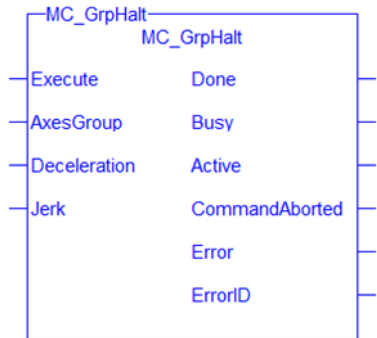 MC_GrpHalt
MC_GrpHalt
Execute Done
AxesGroup Busy
Deceleration Active
Jerk CommandAborted
Error
ErrorID